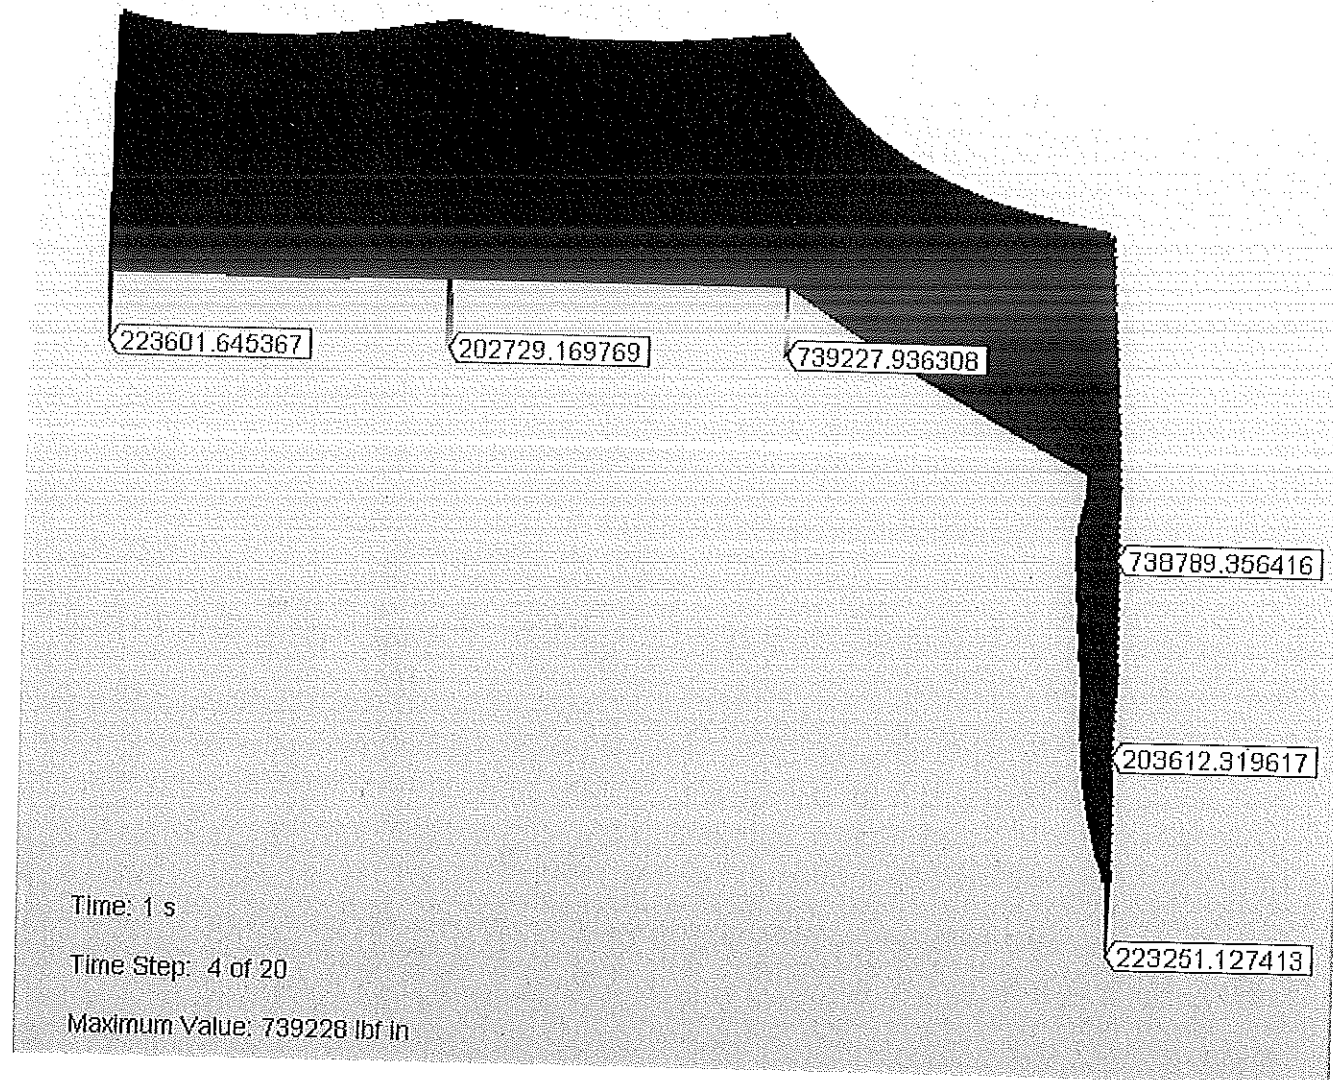 223601.645367
202729.169769
739227.936308
738789.356416
203612.319617
223251.127413
Time: 1 s
Time Step: 4 of 20
Maximum Value: 739228 lbf in